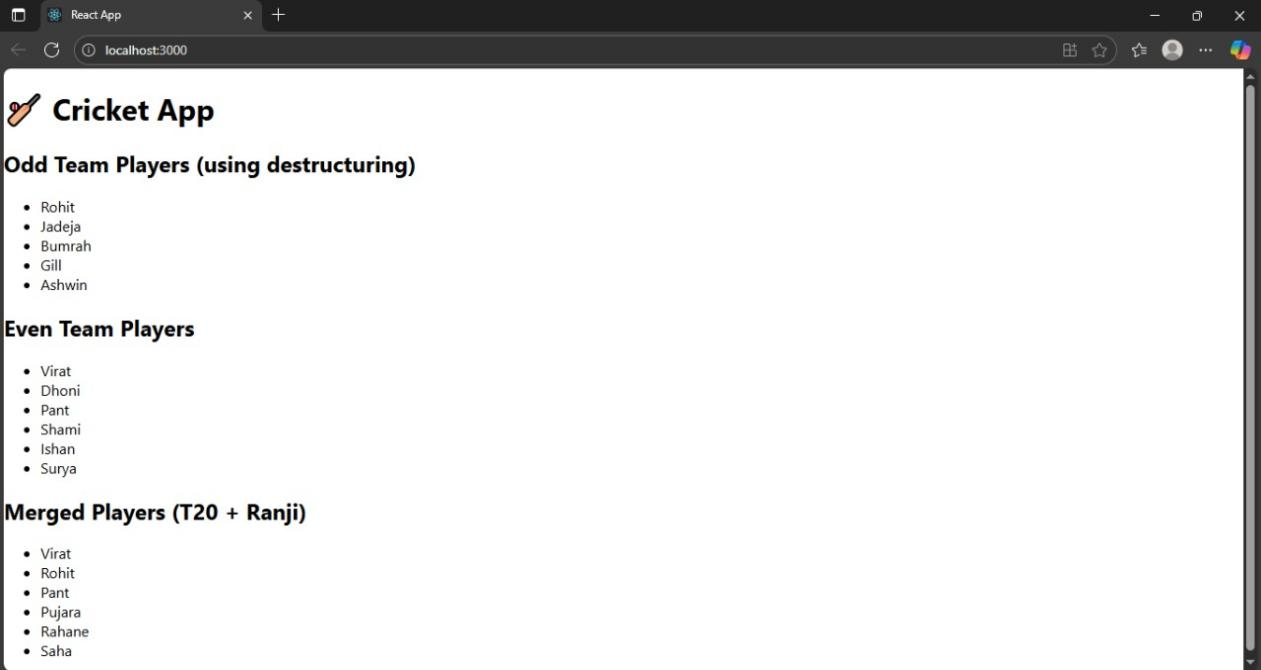 React App
localhost:3000
Cricket App
Odd Team Players (using destructuring)
Rohit
Jadeja
Bumrah
Gill
Ashwin
Even Team Players
Virat
Dhoni
Pant
Shami
Ishan
Surya
Merged Players (T20 + Ranji)
Virat
Rohit
Pant
Pujara
Rahane
Saha